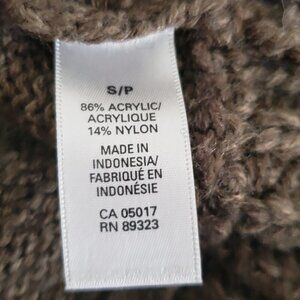 S/P
86% ACRYLIC/
ACRYLIQUE
14% NYLON
MADE IN
INDONESIA/
FABRIQUÉ EN
INDONÉSIE
CA 05017
RN 89323